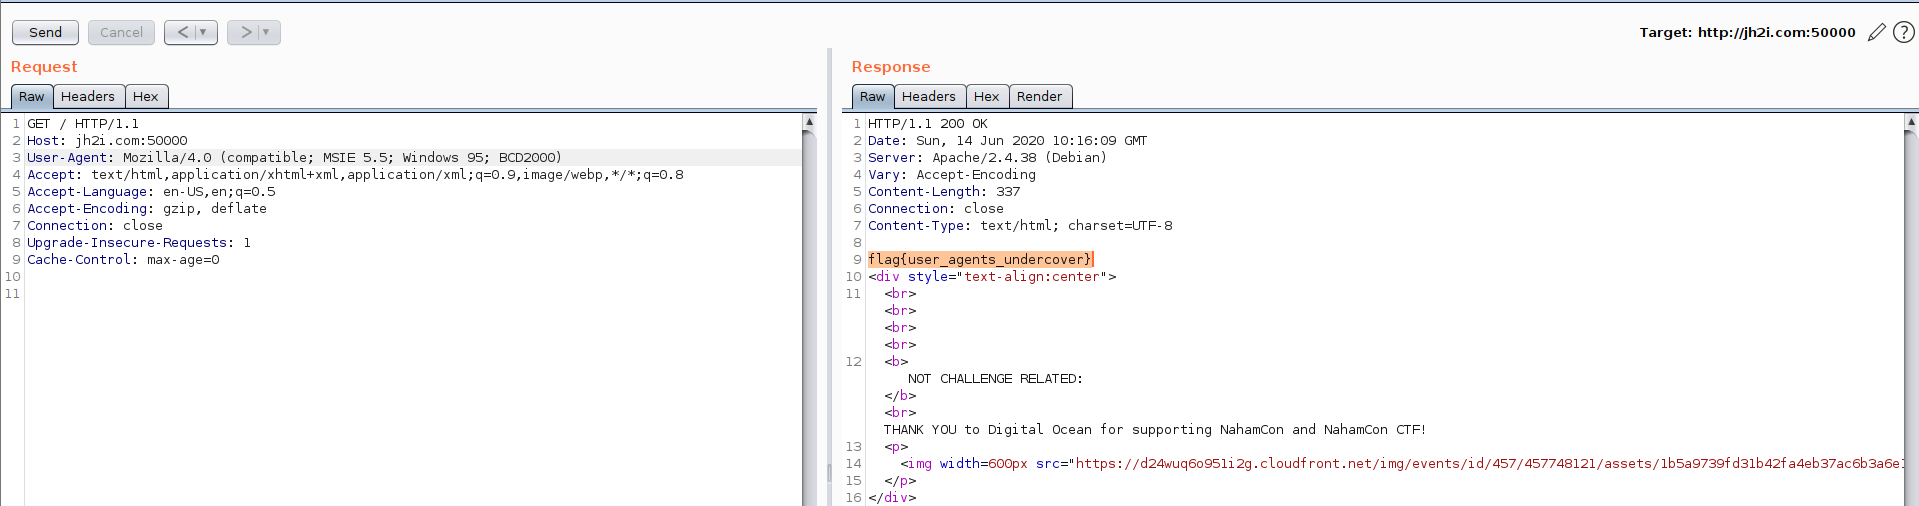 Send Cancel < ▼ > ▼ Target: http://jh2i.com:50000 ?
Request
Raw Headers Hex
1 GET / HTTP/1.1
2 Host: jh2i.com:50000
3 User-Agent: Mozilla/4.0 (compatible; MSIE 5.5; Windows 95; BCD2000)
4 Accept: text/html,application/xhtml+xml,application/xml;q=0.9,image/webp,*/*;q=0.8
5 Accept-Language: en-US,en;q=0.5
6 Accept-Encoding: gzip, deflate
7 Connection: close
8 Upgrade-Insecure-Requests: 1
9 Cache-Control: max-age=0
10
11
Response
Raw Headers Hex Render
1 HTTP/1.1 200 OK
2 Date: Sun, 14 Jun 2020 10:16:09 GMT
3 Server: Apache/2.4.38 (Debian)
4 Vary: Accept-Encoding
5 Content-Length: 337
6 Connection: close
7 Content-Type: text/html; charset=UTF-8
8
9 flag{user_agents_undercover}
10 <div style="text-align:center">
11 <br>
<br>
<br>
<br>
12 <b>
NOT CHALLENGE RELATED:
</b>
<br>
THANK YOU to Digital Ocean for supporting NahamCon and NahamCon CTF!
13 <p>
14 <img width=600px src="https://d24wuq6o951i2g.cloudfront.net/img/events/id/457/457748121/assets/1b5a9739fd31b42fa4eb37ac6b3a6e
15 </p>
16 </div>